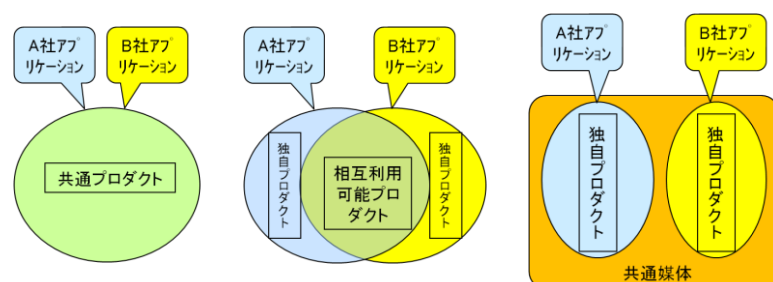 A社アプ
リケーション
B社アプ
リケーション
共通プロダクト
A社アプ
リケーション
B社アプ
リケーション
独自プロダクト
相互利用
可能プロ
ダクト
独自プロダクト
A社アプ
リケーション
B社アプ
リケーション
独自プロダクト
独自プロダクト
共通媒体